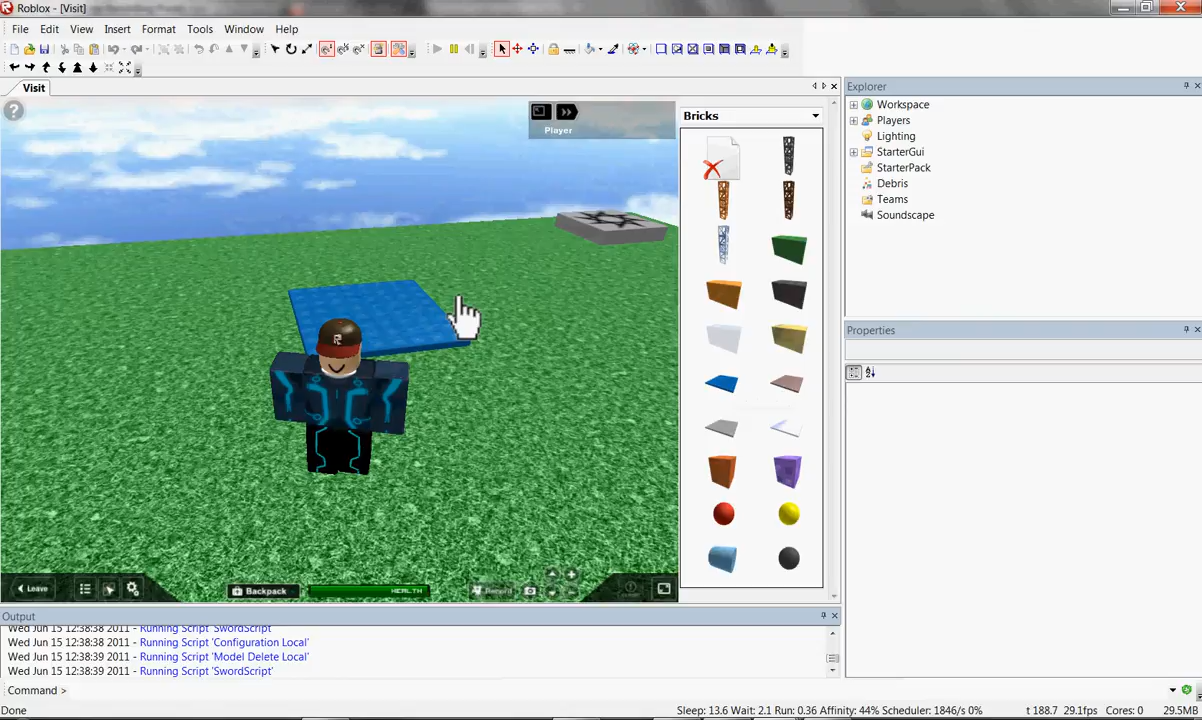 Roblox - [Visit]
File Edit View Insert Format Tools Window Help
Visit
Explorer
Workspace
Players
Lighting
StarterGui
StarterPack
Debris
Teams
Soundscape
Player
Bricks
Properties
Leave
Backpack
HEALTH
Record
Output
Wed Jun 15 12:38:38 2011 - Running Script 'SwordScript'
Wed Jun 15 12:38:38 2011 - Running Script 'Configuration Local'
Wed Jun 15 12:38:39 2011 - Running Script 'Model Delete Local'
Wed Jun 15 12:38:39 2011 - Running Script 'SwordScript'
Command >
Done
Sleep: 13.6 Wait: 2.1 Run: 0.36 Affinity: 44% Scheduler: 1846/s 0%
t 188.7 29.1fps Cores: 0 29.5MB